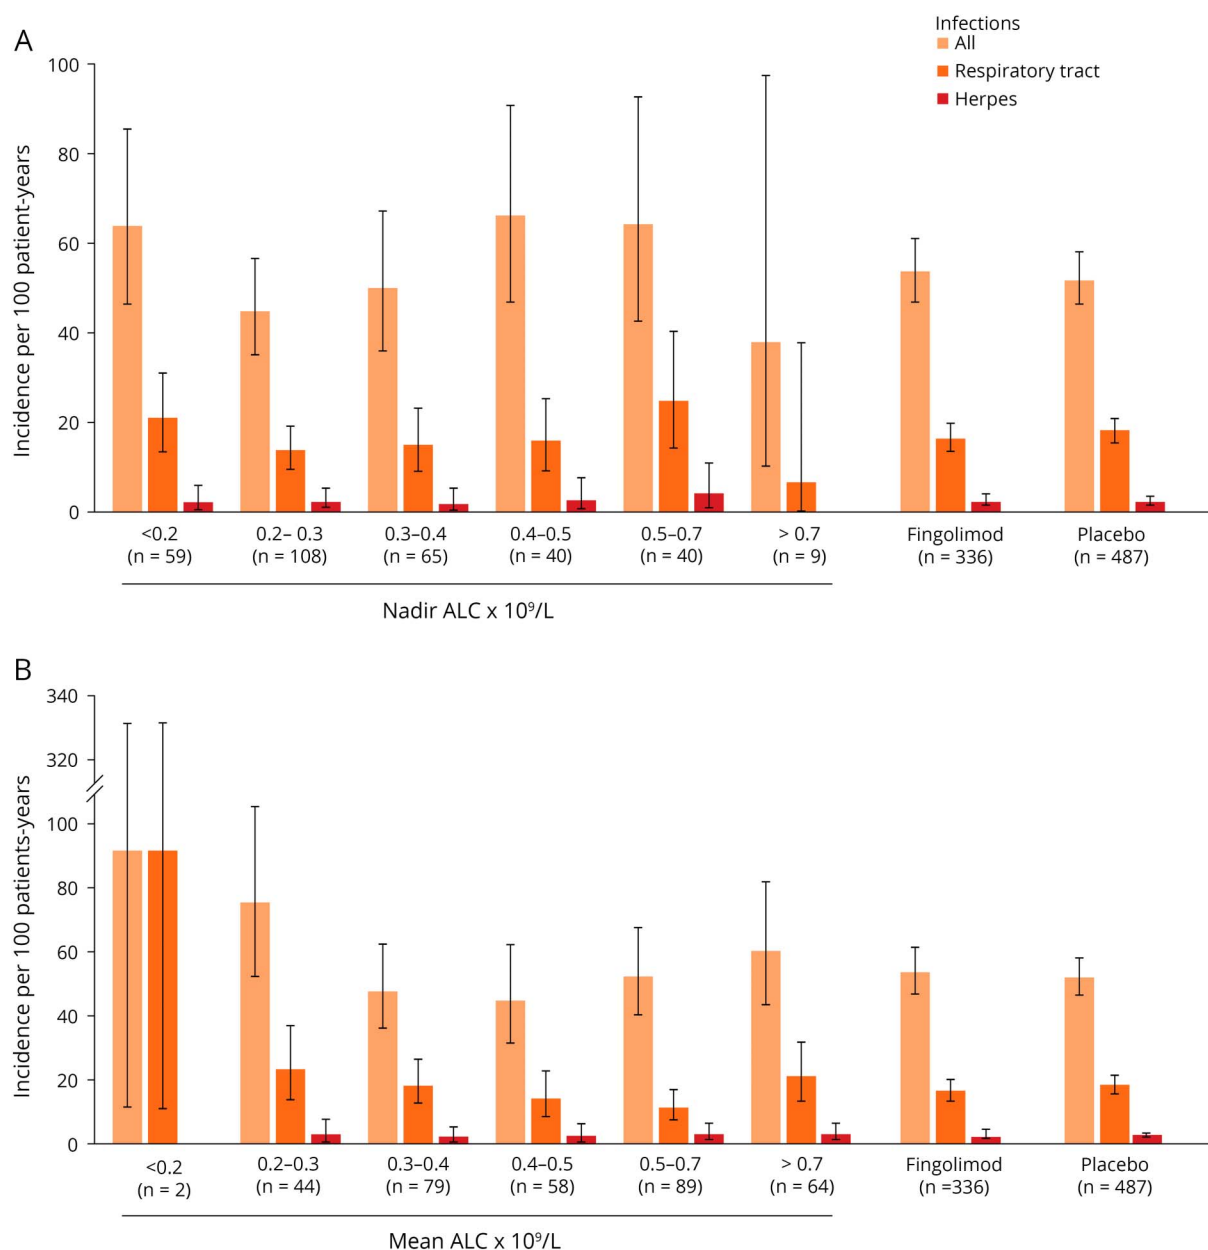 A
Infections
All
Respiratory tract
Herpes
Incidence per 100 patient-years
100
80
60
40
20
0
<0.2 0.2– 0.3 0.3–0.4 0.4–0.5 0.5–0.7 > 0.7 Fingolimod Placebo
(n = 59) (n = 108) (n = 65) (n = 40) (n = 40) (n = 9) (n = 336) (n = 487)
Nadir ALC x 10⁹/L
B
Incidence per 100 patients-years
340
320
100
80
60
40
20
0
<0.2 0.2–0.3 0.3–0.4 0.4–0.5 0.5–0.7 > 0.7 Fingolimod Placebo
(n = 2) (n = 44) (n = 79) (n = 58) (n = 89) (n = 64) (n =336) (n = 487)
Mean ALC x 10⁹/L